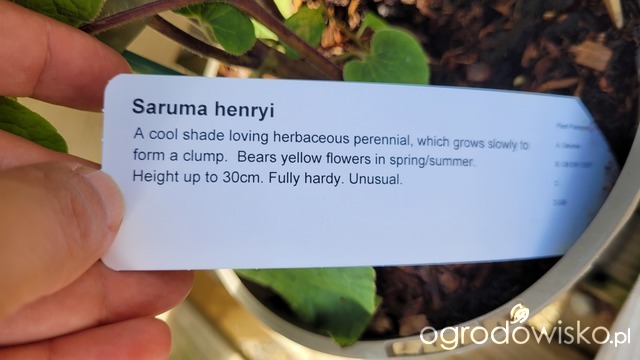 Saruma henryi
A cool shade loving herbaceous perennial, which grows slowly to
form a clump. Bears yellow flowers in spring/summer.
Height up to 30cm. Fully hardy. Unusual.
ogrodowisko.pl